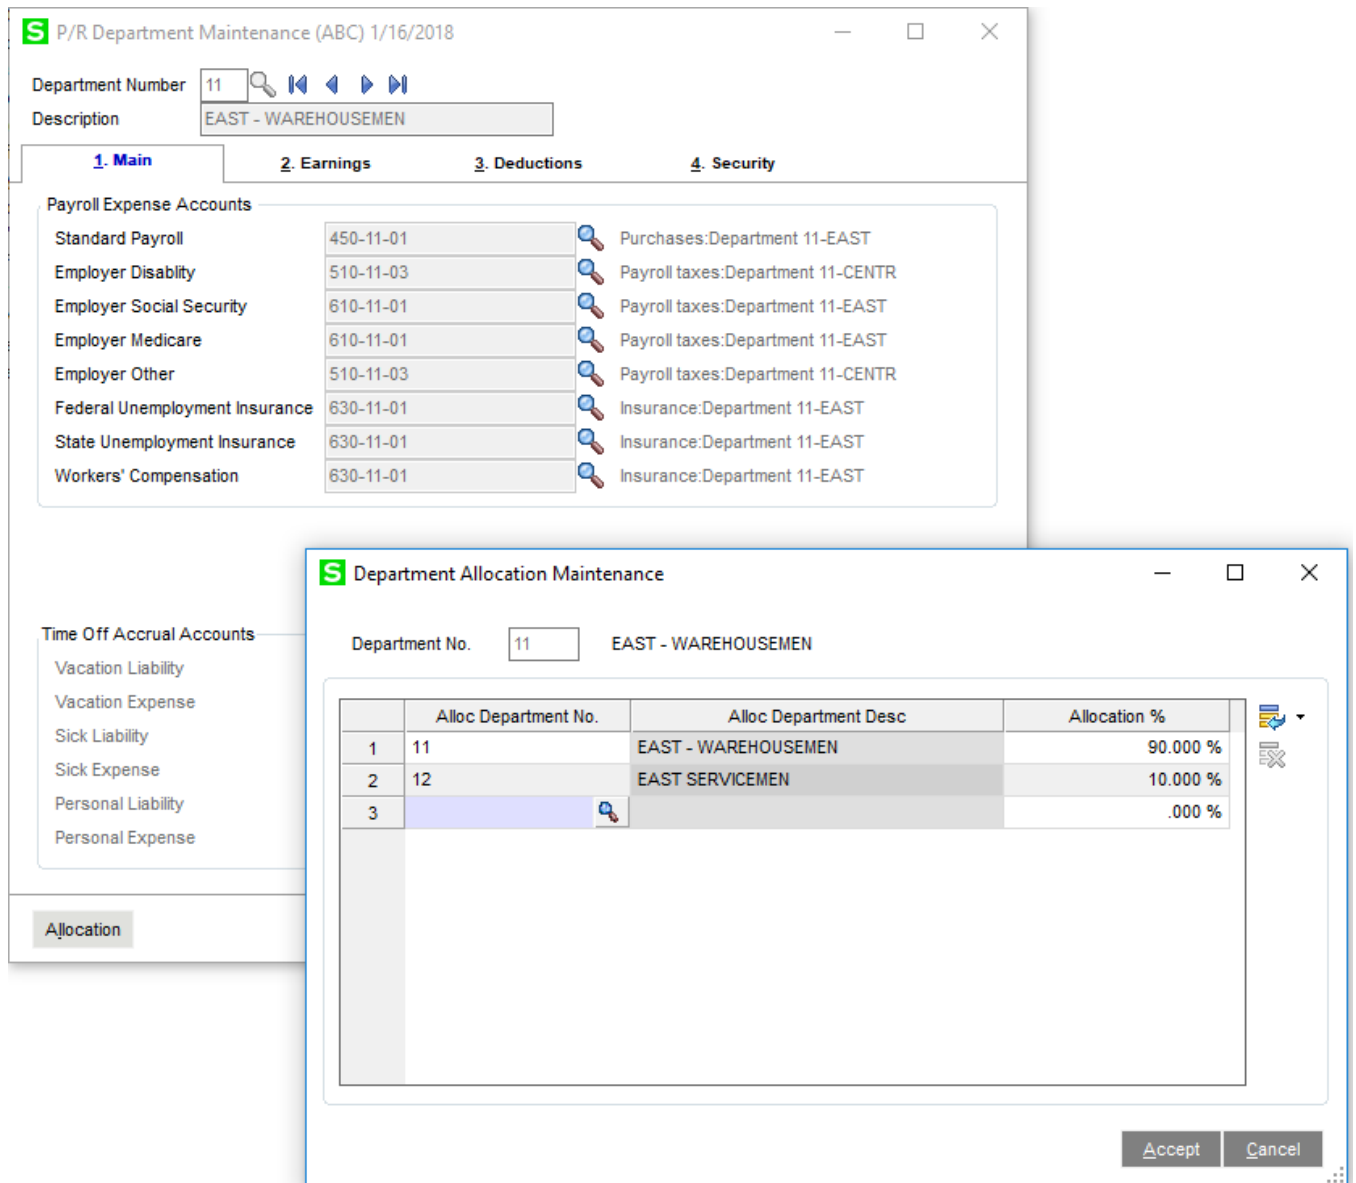 S P/R Department Maintenance (ABC) 1/16/2018
Department Number 11
Description EAST - WAREHOUSEMEN
1. Main 2. Earnings 3. Deductions 4. Security
Payroll Expense Accounts
Standard Payroll 450-11-01 Purchases:Department 11-EAST
Employer Disablity 510-11-03 Payroll taxes:Department 11-CENTR
Employer Social Security 610-11-01 Payroll taxes:Department 11-EAST
Employer Medicare 610-11-01 Payroll taxes:Department 11-EAST
Employer Other 510-11-03 Payroll taxes:Department 11-CENTR
Federal Unemployment Insurance 630-11-01 Insurance:Department 11-EAST
State Unemployment Insurance 630-11-01 Insurance:Department 11-EAST
Workers' Compensation 630-11-01 Insurance:Department 11-EAST
Time Off Accrual Accounts
Vacation Liability
Vacation Expense
Sick Liability
Sick Expense
Personal Liability
Personal Expense
Allocation
S Department Allocation Maintenance
Department No. 11 EAST - WAREHOUSEMEN
Alloc Department No. Alloc Department Desc Allocation %
1 11 EAST - WAREHOUSEMEN 90.000 %
2 12 EAST SERVICEMEN 10.000 %
3 .000 %
Accept Cancel